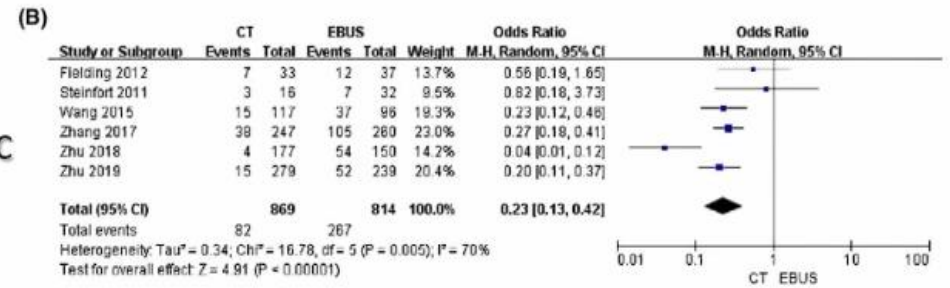 (B)
CT EBUS Odds Ratio Odds Ratio
Study or Subgroup Events Total Events Total Weight M-H, Random, 95% CI M-H, Random, 95% CI
Fielding 2012 7 33 12 37 13.7% 0.56 [0.19, 1.65]
Steinfort 2011 3 16 7 32 9.5% 0.82 [0.18, 3.73]
Wang 2015 15 117 37 96 19.3% 0.23 [0.12, 0.46]
Zhang 2017 38 247 105 260 23.0% 0.27 [0.18, 0.41]
C
Zhu 2018 4 177 54 150 14.2% 0.04 [0.01, 0.12]
Zhu 2019 15 279 52 239 20.4% 0.20 [0.11, 0.37]
Total (95% CI) 869 814 100.0% 0.23 [0.13, 0.42]
Total events 82 267
Heterogeneity: Tau² = 0.34; Chi² = 16.78, df = 5 (P = 0.005); I² = 70%
Test for overall effect: Z = 4.91 (P < 0.00001)
0.01 0.1 1 10 100
CT EBUS